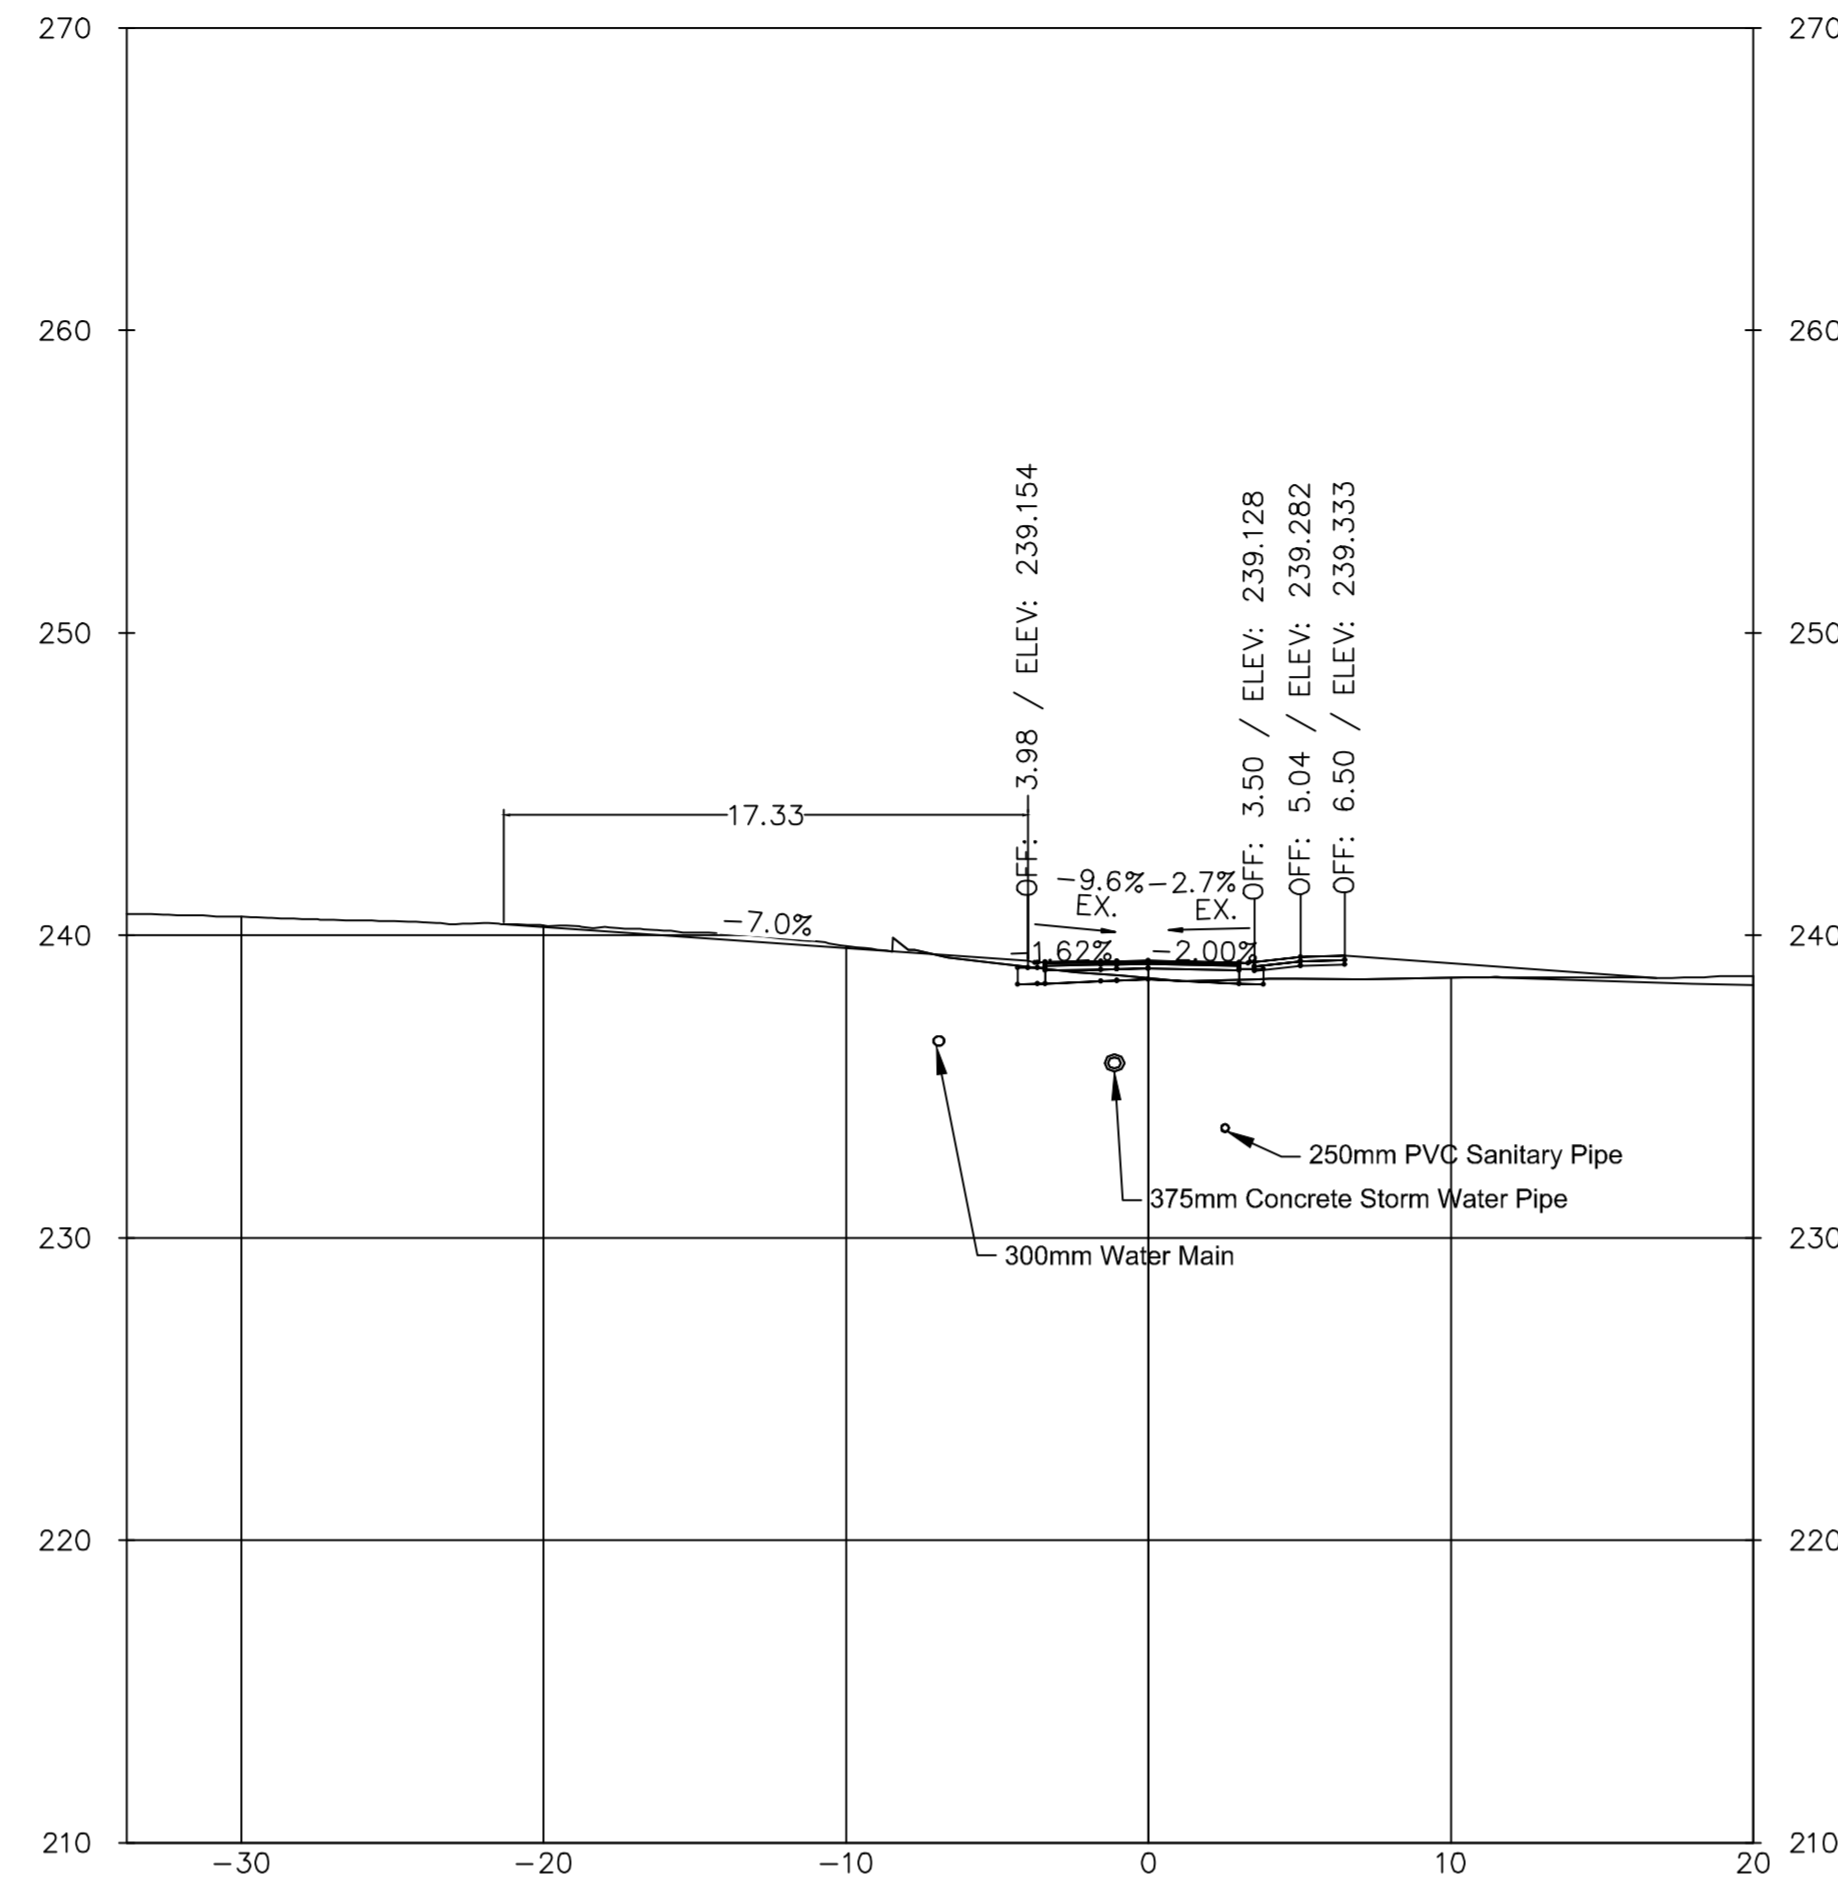 270
270
260
260
OFF: -3.98 / ELEV: 239.154
OFF: 3.50 / ELEV: 239.128
OFF: 5.04 / ELEV: 239.282
OFF: 6.50 / ELEV: 239.333
250
250
17.33
-9.6%
EX.
-2.7%
EX.
-7.0%
240
240
-1.62%
-2.00%
250mm PVC Sanitary Pipe
375mm Concrete Storm Water Pipe
230
230
300mm Water Main
220
220
210
210
-30
-20
-10
0
10
20